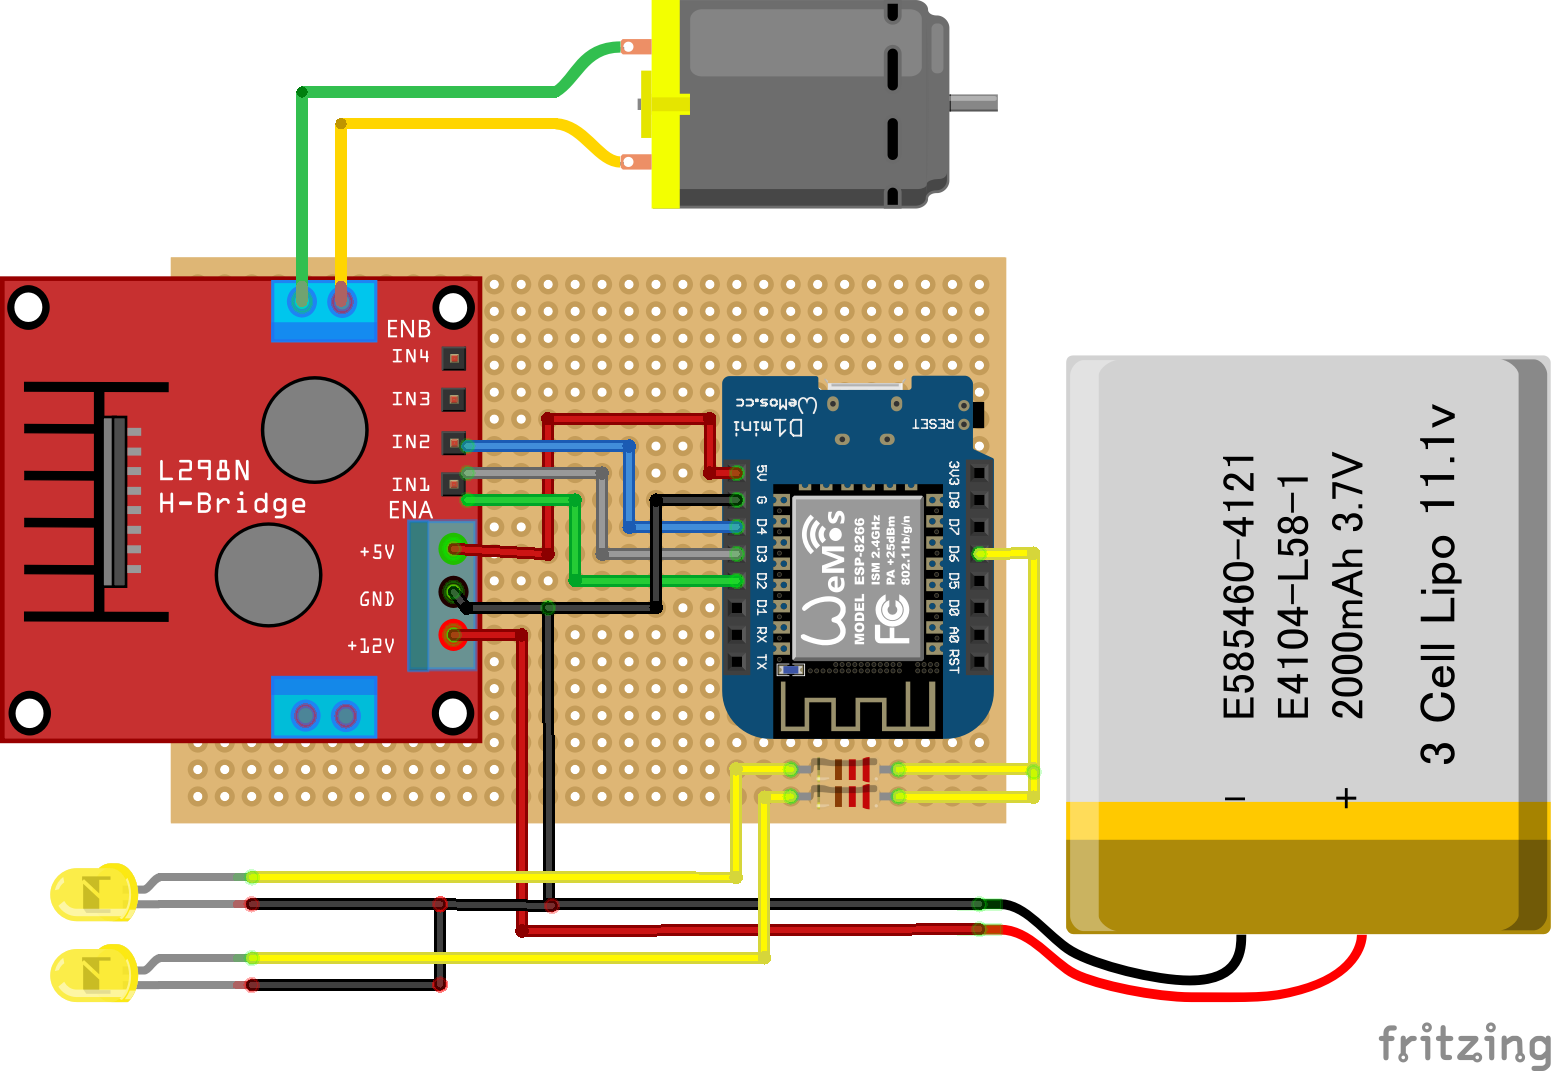 ENB
IN4
IN3
IN2
IN1
ENA
L298N
H-Bridge
+5V
GND
+12V
WeMos.cc
D1 mini
RESET
5V
G
D4
D3
D2
D1
RX
TX
3V3
D8
D7
D6
D5
D0
A0
RST
WeMos
MODEL ESP-8266
ISM 2.4GHz
PA +25dBm
802.11b/g/n
FC
E585460-4121
E4104-L58-1
2000mAh 3.7V
3 Cell Lipo 11.1v
− +
fritzing